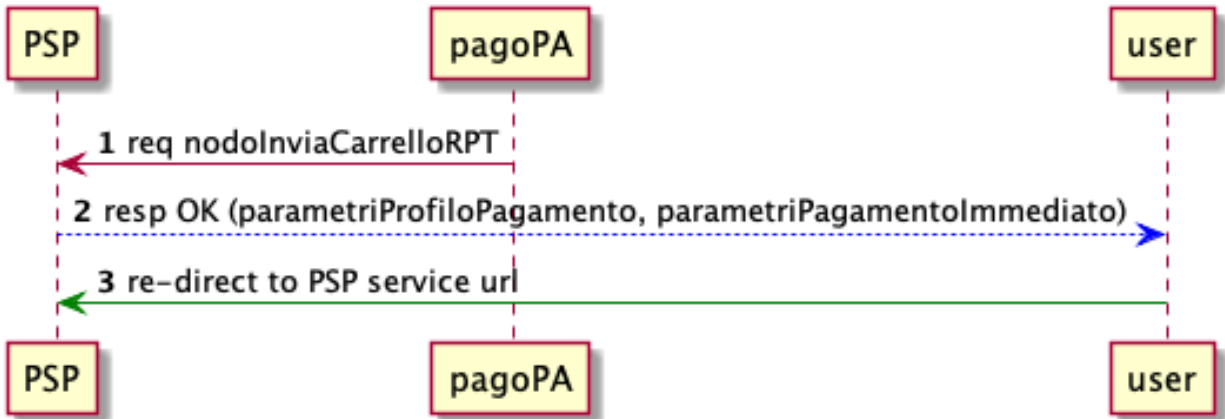 PSP
pagoPA
user
1 req nodoInviaCarrelloRPT
2 resp OK (parametriProfiloPagamento, parametriPagamentoImmediato)
3 re-direct to PSP service url
PSP
pagoPA
user